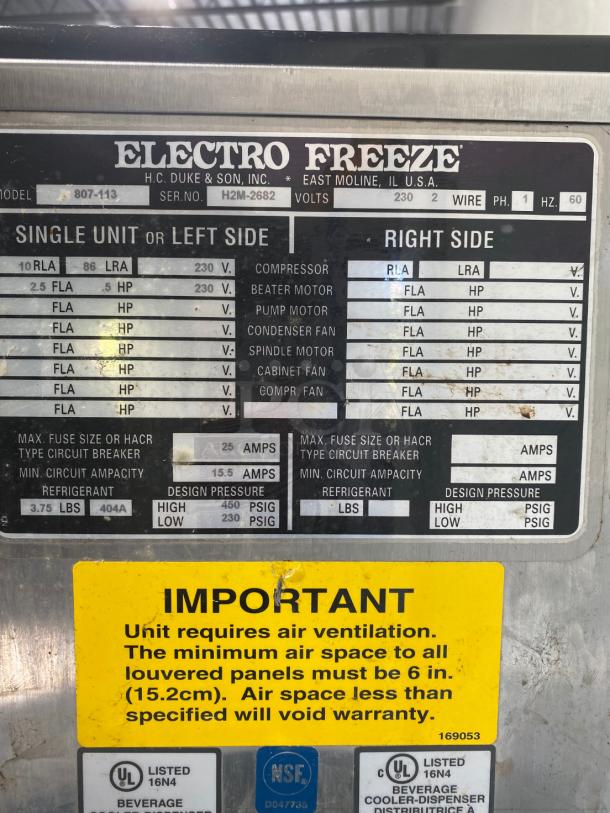 ELECTRO FREEZE
H.C. DUKE & SON, INC. * EAST MOLINE, IL U.S.A.
MODEL 807-113 SER.NO. H2M-2682 VOLTS 230 2 WIRE PH. 1 HZ. 60
SINGLE UNIT OR LEFT SIDE RIGHT SIDE
10 RLA 86 LRA 230 V. COMPRESSOR RLA LRA V.
2.5 FLA .5 HP 230 V. BEATER MOTOR FLA HP V.
FLA HP V. PUMP MOTOR FLA HP V.
FLA HP V. CONDENSER FAN FLA HP V.
FLA HP V. SPINDLE MOTOR FLA HP V.
FLA HP V. CABINET FAN FLA HP V.
FLA HP V. COMPR. FAN FLA HP V.
FLA HP V. FLA HP V.
MAX. FUSE SIZE OR HACR
TYPE CIRCUIT BREAKER 25 AMPS
MIN. CIRCUIT AMPACITY 15.5 AMPS
REFRIGERANT DESIGN PRESSURE
3.75 LBS 404A HIGH 450 PSIG
LOW 230 PSIG
MAX. FUSE SIZE OR HACR
TYPE CIRCUIT BREAKER AMPS
MIN. CIRCUIT AMPACITY AMPS
REFRIGERANT DESIGN PRESSURE
LBS HIGH PSIG
LOW PSIG
IMPORTANT
Unit requires air ventilation.
The minimum air space to all
louvered panels must be 6 in.
(15.2cm). Air space less than
specified will void warranty.
169053
UL LISTED
16N4
BEVERAGE
COOLER-DISPENSER
NSF
D047735
C UL LISTED
16N4
BEVERAGE
COOLER-DISPENSER
DISTRIBUTRICE À